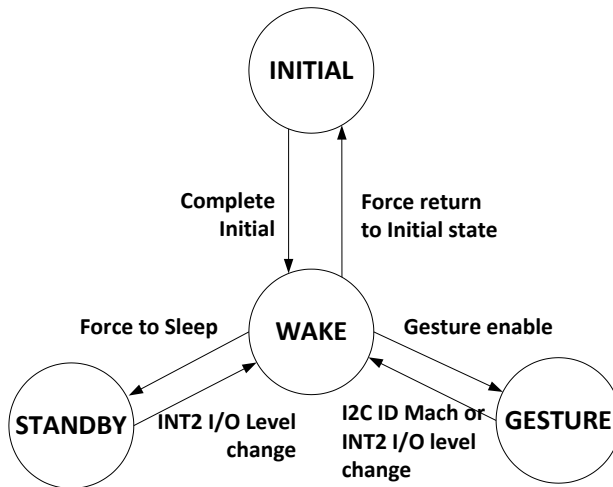 INITIAL
Complete
Initial
Force return
to Initial state
Force to Sleep
WAKE
Gesture enable
STANDBY
INT2 I/O Level
change
I2C ID Mach or
INT2 I/O level
change
GESTURE